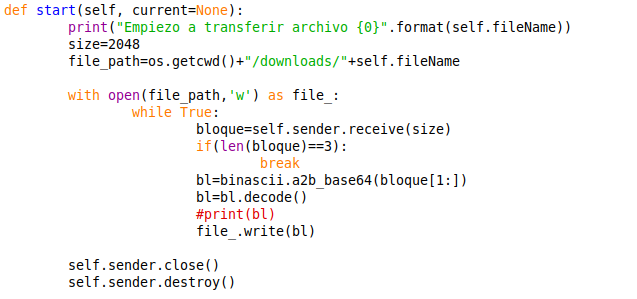 def start(self, current=None):
print("Empiezo a transferir archivo {0}".format(self.fileName))
size=2048
file_path=os.getcwd()+"/downloads/"+self.fileName
with open(file_path,'w') as file_:
while True:
bloque=self.sender.receive(size)
if(len(bloque)==3):
break
bl=binascii.a2b_base64(bloque[1:])
bl=bl.decode()
#print(bl)
file_.write(bl)
self.sender.close()
self.sender.destroy()